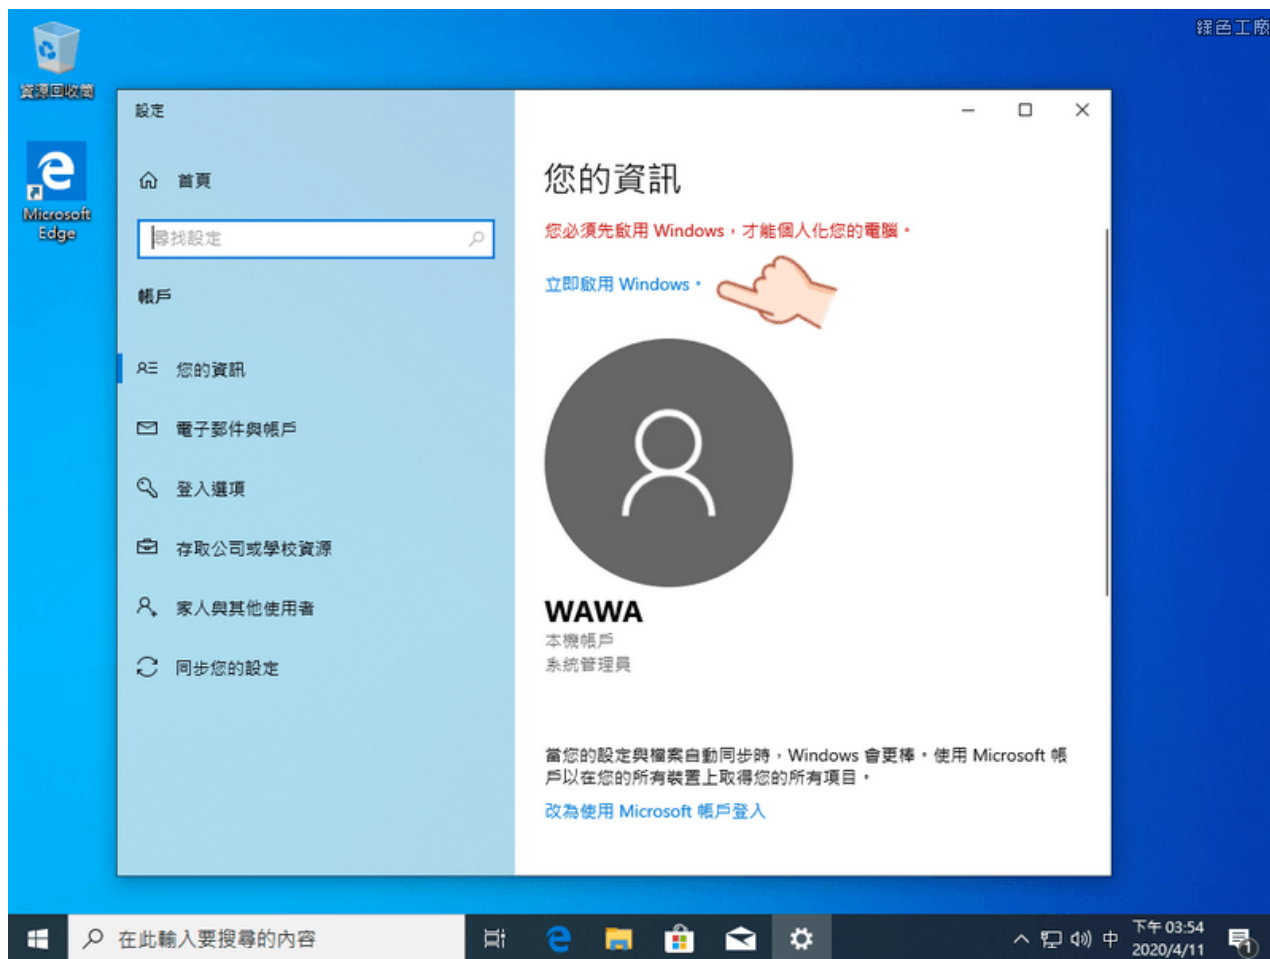 綠色工廠
資源回收筒
Microsoft
Edge
設定
首頁
尋找設定
帳戶
您的資訊
電子郵件與帳戶
登入選項
存取公司或學校資源
家人與其他使用者
同步您的設定
您的資訊
您必須先啟用 Windows，才能個人化您的電腦。
立即啟用 Windows。
WAWA
本機帳戶
系統管理員
當您的設定與檔案自動同步時，Windows 會更棒。使用 Microsoft 帳
戶以在您的所有裝置上取得您的所有項目。
改為使用 Microsoft 帳戶登入
在此輸入要搜尋的內容
中
下午 03:54
2020/4/11
1